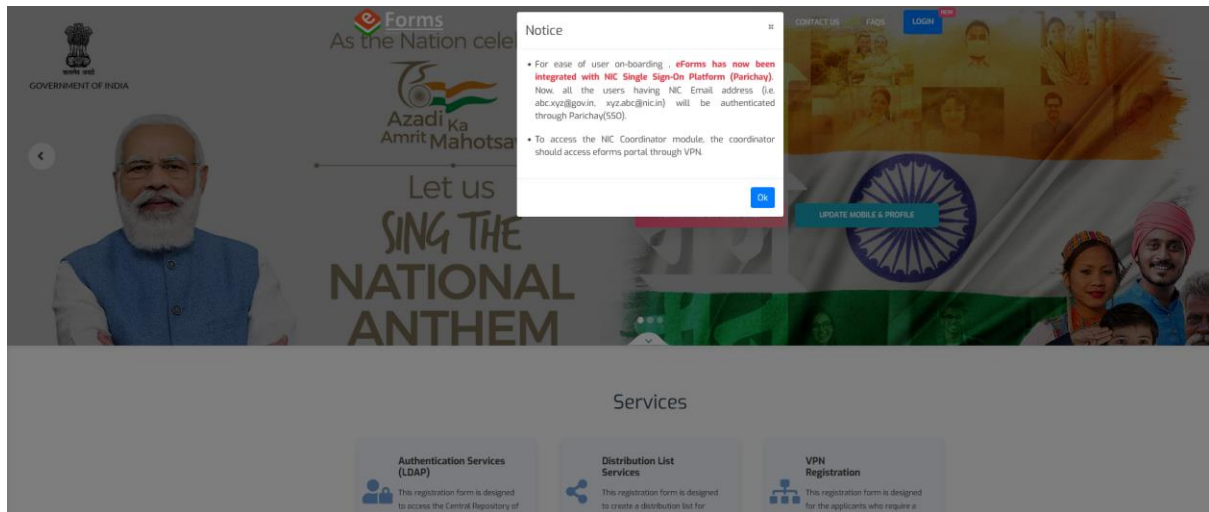 Forms
As the Nation cele
GOVERNMENT OF INDIA
75
Azadi Ka
Amrit Mahotsa
Let us
SING THE
NATIONAL
ANTHEM
Notice
• For ease of user on-boarding , eForms has now been
integrated with NIC Single Sign-On Platform (Parichay).
Now, all the users having NIC Email address (i.e.
abc.xyz@gov.in, xyz.abc@nic.in) will be authenticated
through Parichay(SSO).
• To access the NIC Coordinator module, the coordinator
should access eforms portal through VPN.
Ok
CONTACT US
FAQS
LOGIN
NEW
UPDATE MOBILE & PROFILE
Services
Authentication Services
(LDAP)
This registration form is designed
to access the Central Repository of
Distribution List
Services
This registration form is designed
to create a distribution list for
VPN
Registration
This registration form is designed
for the applicants who require a